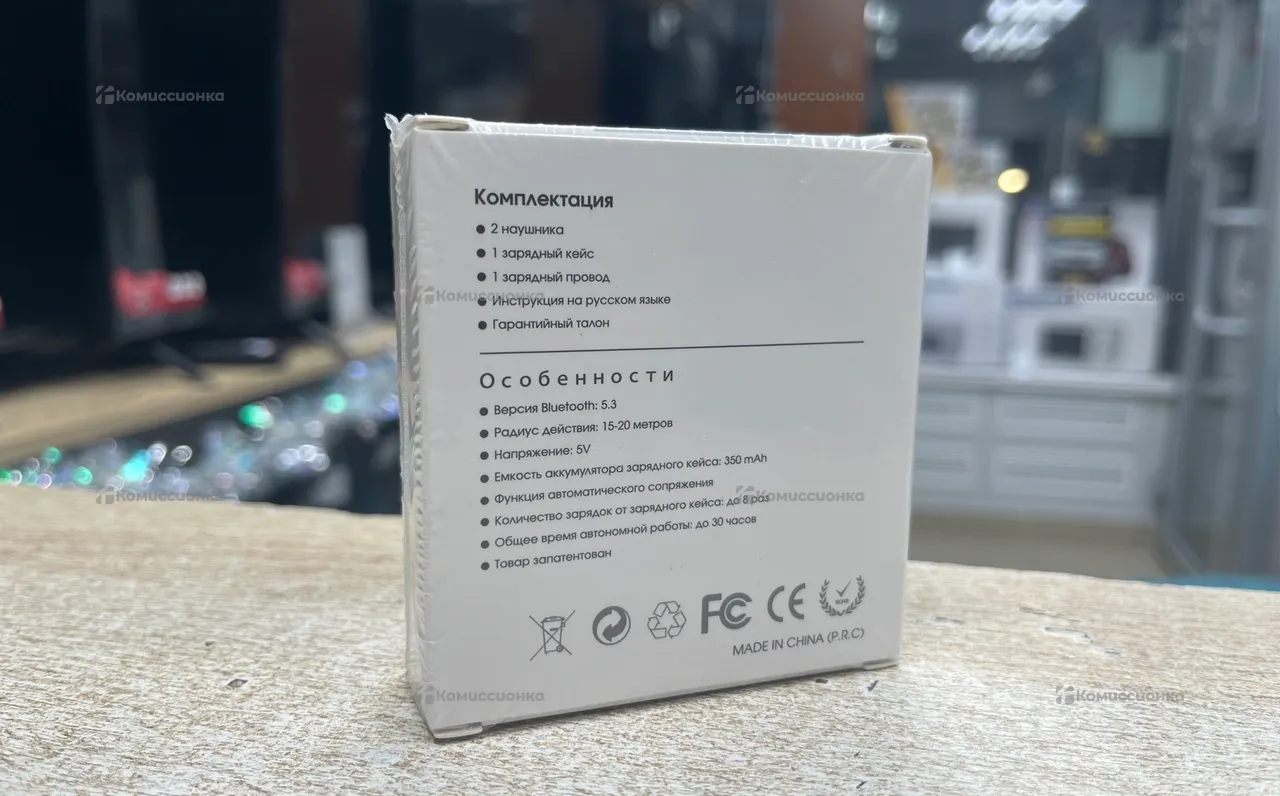 Комиссионка
Комиссионка
Комплектация
● 2 наушника
● 1 зарядный кейс
● 1 зарядный провод
Комиссионка
Комиссионка
● Инструкция на русском языке
● Гарантийный талон
Особенности
● Версия Bluetooth: 5.3
● Радиус действия: 15-20 метров
● Напряжение: 5V
● Емкость аккумулятора зарядного кейса: 350 mAh
● Функция автоматического сопряжения
Комиссионка
Комиссионка
● Количество зарядок от зарядного кейса: до 8 раз
● Общее время автономной работы: до 30 часов
● Товар запатентован
FC CE
MADE IN CHINA (P.R.C)
Комиссионка
Комиссионка